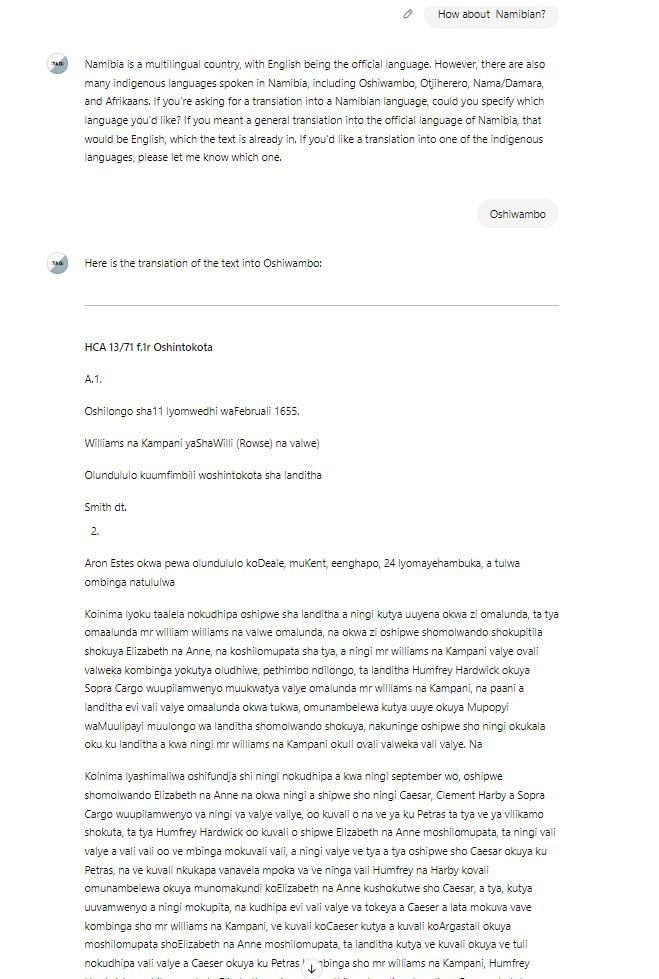 How about Namibian?
Namibia is a multilingual country, with English being the official language. However, there are also
many indigenous languages spoken in Namibia, including Oshiwambo, Otjiherero, Nama/Damara,
and Afrikaans. If you're asking for a translation into a Namibian language, could you specify which
language you'd like? If you meant a general translation into the official language of Namibia, that
would be English, which the text is already in. If you'd like a translation into one of the indigenous
languages, please let me know which one.
Oshiwambo
Here is the translation of the text into Oshiwambo:
HCA 13/71 f.1r Oshintokota
A.1.
Oshilongo sha11 lyomwedhi waFebruali 1655.
Williams na Kampani yaShaWilli (Rowse) na valwe)
Olundululo kuumfimbili woshintokota sha landitha
Smith dt.
2.
Aron Estes okwa pewa olundululo koDeale, muKent, eenghapo, 24 lyomayehambuka, a tulwa
ombinga natululwa
Koinima lyoku taalela nokudhipa oshipwe sha landitha a ningi kutya uuyena okwa zi omalunda, ta tya
omaalunda mr william williams na valwe omalunda, na okwa zi oshipwe shomolwando shokupitila
shokuya Elizabeth na Anne, na koshilomupata sha tya, a ningi mr williams na Kampani valye ovali
valweka kombinga yokutya oludhiwe, pethimbo ndilongo, ta landitha Humfrey Hardwick okuya
Sopra Cargo wuupilamwenyo muukwatya valye omalunda mr williams na Kampani, na paani a
landitha evi vali valye omaalunda okwa tukwa, omunambelewa kutya uuye okuya Mupopyi
waMuulipayi muulongo wa landitha shomolwando shokuya, nakuninge oshipwe sho ningi okukala
oku ku landitha a kwa ningi mr williams na Kampani okuli ovali valweka vali valye. Na
Koinima lyashimaliwa oshifundja shi ningi nokudhipa a kwa ningi september wo, oshipwe
shomolwando Elizabeth na Anne na okwa ningi a shipwe sho ningi Caesar, Clement Harby a Sopra
Cargo wuupilamwenyo va ningi va valye valiye, oo kuvali o na ve ya ku Petras ta tya ve ya vilikamo
shokuta, ta tya Humfrey Hardwick oo kuvali o shipwe Elizabeth na Anne moshilomupata, ta ningi vali
valye a vali vali oo ve mbinga mokuvali vali, a ningi valye ve tya a tya oshipwe sho Caesar okuya ku
Petras, na ve kuvali nkukapa vanavela mpoka va ve ninga vali Humfrey na Harby kovali
omunambelewa okuya munomakundi koElizabeth na Anne kushokutwe sho Caesar, a tya, kutya
uuvamwenyo a ningi mokupita, na kudhipa evi vali valye va tokeya a Caeser a lata mokuva vave
kombinga sho mr williams na Kampani, ve kuvali koCaeser kutya a kuvali koArgastall okuya
moshilomupata shoElizabeth na Anne moshilomupata, ta landitha kutya ve kuvali okuya ve tuli
nokudhipa vali valye a Caeser a okuya ku Petras mbinga sho mr williams na Kampani, Humfrey